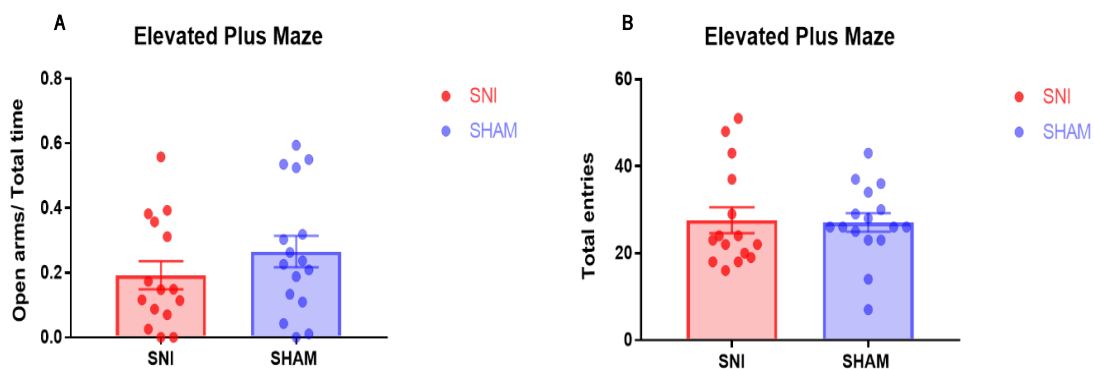 A
Elevated Plus Maze
Open arms/ Total time
0.8
0.6
0.4
0.2
0.0
SNI
SHAM
SNI
SHAM
B
Elevated Plus Maze
Total entries
60
40
20
0
SNI
SHAM
SNI
SHAM